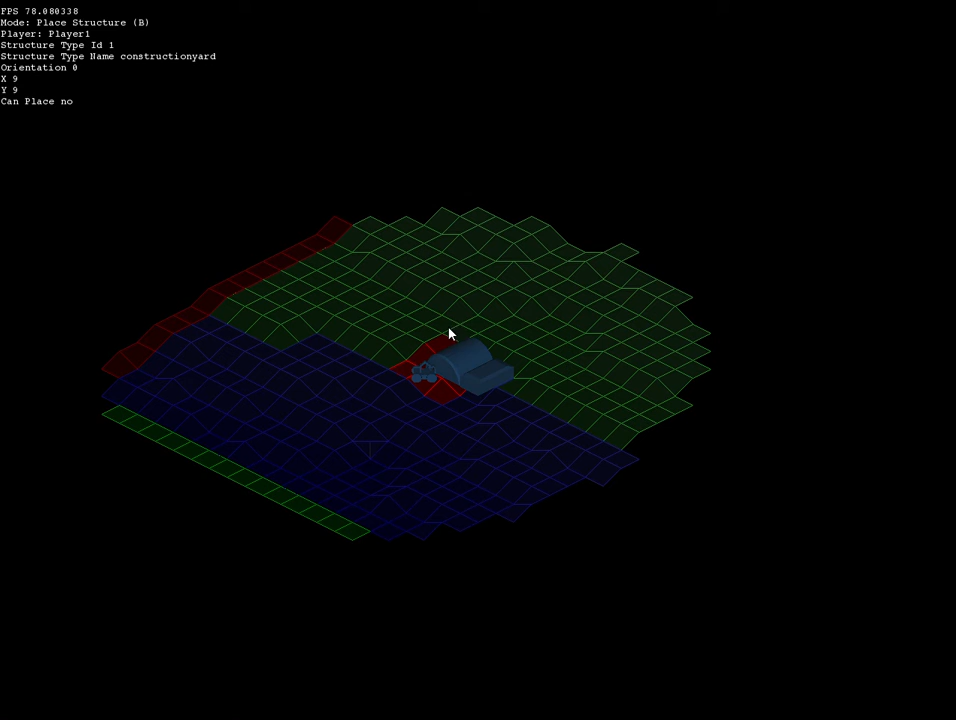 FPS 78.080338
Mode: Place Structure (B)
Player: Player1
Structure Type Id 1
Structure Type Name constructionyard
Orientation 0
X 9
Y 9
Can Place no